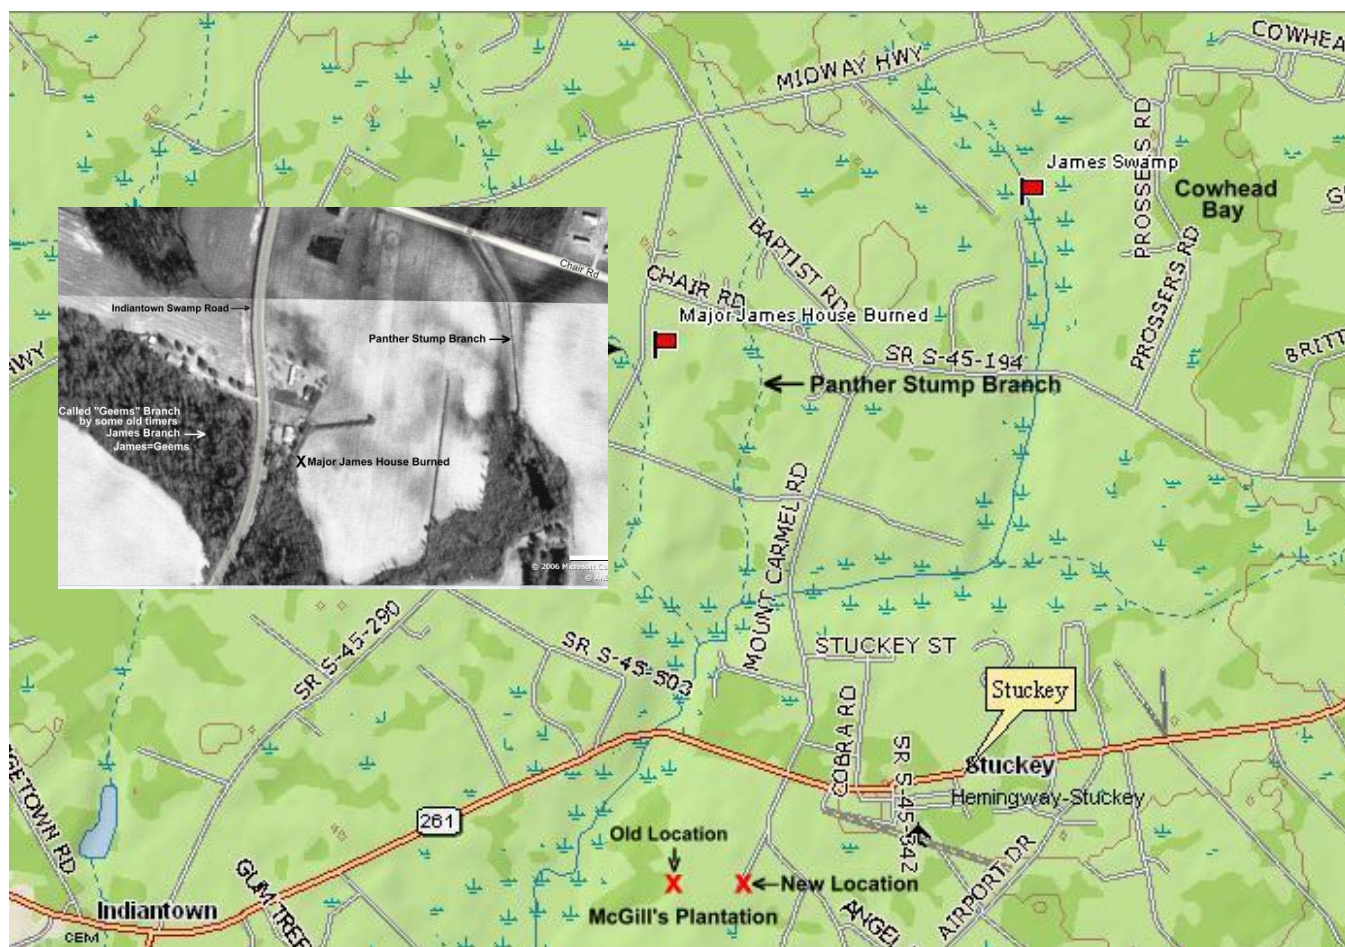 COWHEA
MIDWAY HWY
PROSSERS RD
James Swamp
Cowhead
Bay
BAPTIST RD
PROSSERS RD
CHAIR RD
Major James House Burned
SR S-45-194
BRITT
HWY
Panther Stump Branch
Chair Rd
Indiantown Swamp Road
Panther Stump Branch
Called "Geems" Branch
by some old timers
James Branch
James=Geems
X Major James House Burned
© 2006 Microsoft
©
MOUNT CARMEL RD
SR S-45-290
SR S-45-503
STUCKEY ST
Stuckey
COBRA RD
SR S-45-342
Stuckey
Hemingway-Stuckey
261
Old Location
X
X New Location
McGill's Plantation
AIRPORT DR
ANGEL
GETOWN RD
GUM TREE
Indiantown
CEM